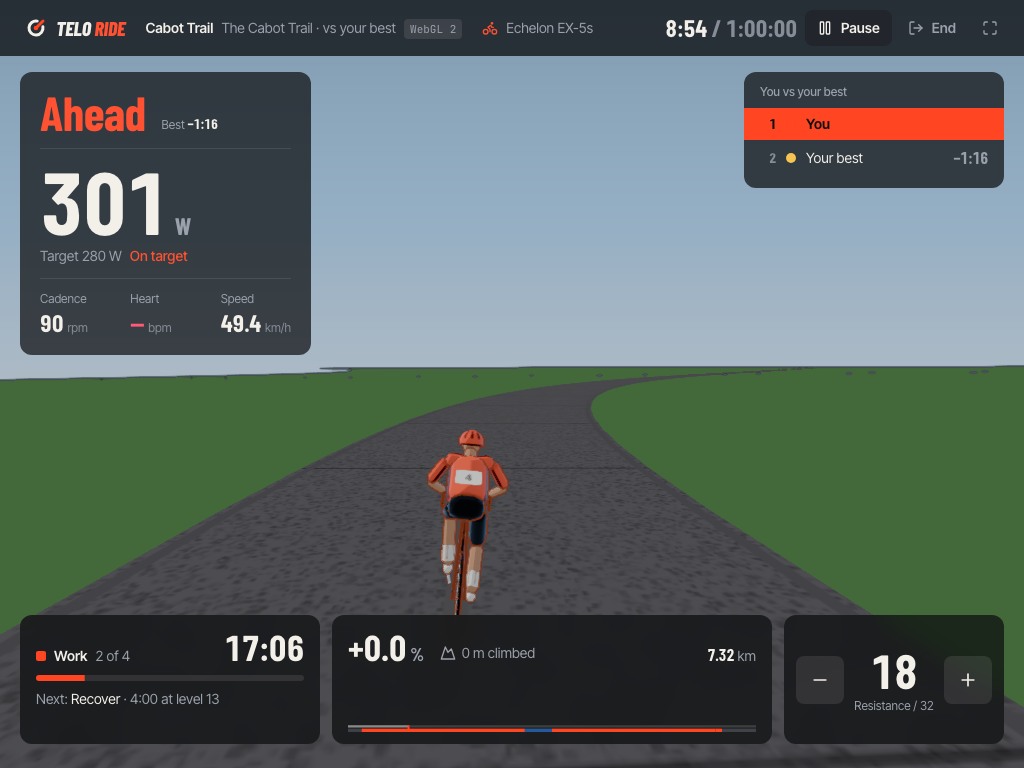 TELO RIDE Cabot Trail The Cabot Trail · vs your best WebGL 2 Echelon EX-5s 8:54 / 1:00:00 Pause End
Ahead Best −1:16
301 W
Target 280 W On target
Cadence Heart Speed
90 rpm – bpm 49.4 km/h
You vs your best
1 You
2 Your best −1:16
4
Work 2 of 4 17:06
Next: Recover · 4:00 at level 13
+0.0 % 0 m climbed 7.32 km
− 18 +
Resistance / 32